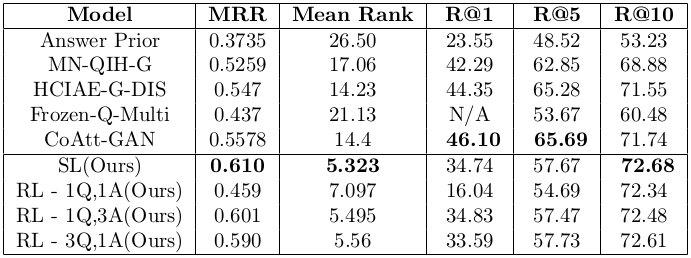 Model MRR Mean Rank R@1 R@5 R@10
Answer Prior 0.3735 26.50 23.55 48.52 53.23
MN-QIH-G 0.5259 17.06 42.29 62.85 68.88
HCIAE-G-DIS 0.547 14.23 44.35 65.28 71.55
Frozen-Q-Multi 0.437 21.13 N/A 53.67 60.48
CoAtt-GAN 0.5578 14.4 46.10 65.69 71.74
SL(Ours) 0.610 5.323 34.74 57.67 72.68
RL - 1Q,1A(Ours) 0.459 7.097 16.04 54.69 72.34
RL - 1Q,3A(Ours) 0.601 5.495 34.83 57.47 72.48
RL - 3Q,1A(Ours) 0.590 5.56 33.59 57.73 72.61